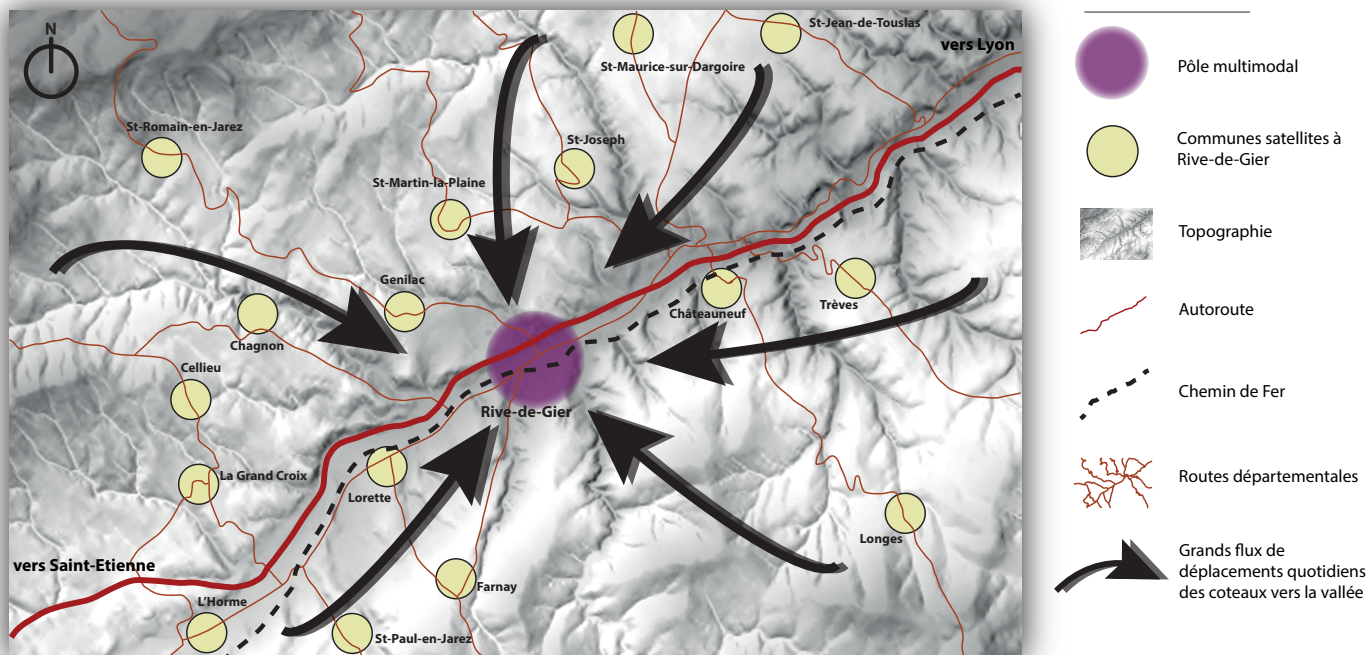 N
St-Jean-de-Touslas
vers Lyon
St-Maurice-sur-Dargoire
St-Romain-en-Jarez
St-Joseph
St-Martin-la-Plaine
Genilac
Châteauneuf
Trèves
Chagnon
Cellieu
Rive-de-Gier
La Grand Croix
Lorette
Longes
vers Saint-Etienne
Farnay
L'Horme
St-Paul-en-Jarez
Pôle multimodal
Communes satellites à
Rive-de-Gier
Topographie
Autoroute
Chemin de Fer
Routes départementales
Grands flux de
déplacements quotidiens
des coteaux vers la vallée